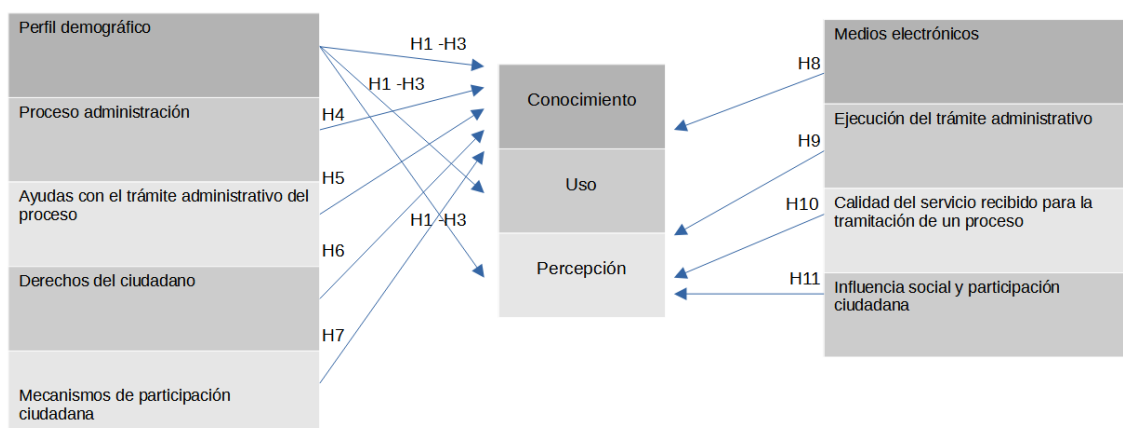 Perfil demográfico
Proceso administración
Ayudas con el trámite administrativo del
proceso
Derechos del ciudadano
Mecanismos de participación
ciudadana
H1 -H3
H1 -H3
H4
H5
H1 -H3
H6
H7
Conocimiento
Uso
Percepción
H8
H9
H10
H11
Medios electrónicos
Ejecución del trámite administrativo
Calidad del servicio recibido para la
tramitación de un proceso
Influencia social y participación
ciudadana